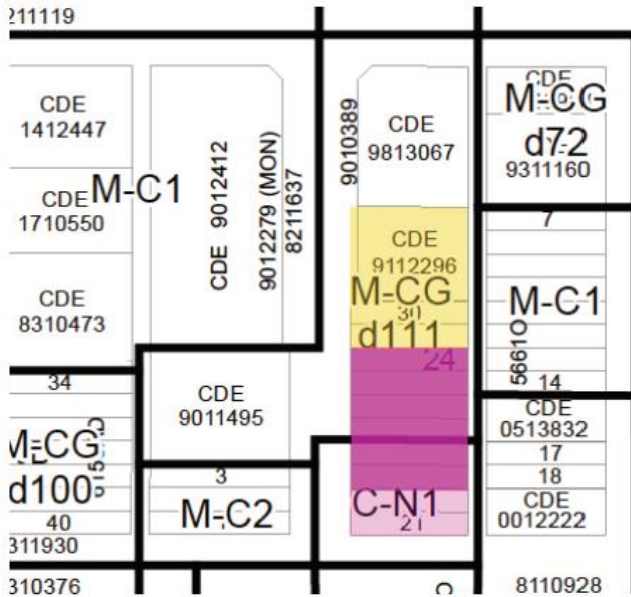 211119
CDE
1412447
CDE
1710550
M-C1
CDE
8310473
34
M-CG
d100
40
311930
310376
CDE 9012412
9012279 (MON)
8211637
CDE
9011495
3
M-C2
9010389
CDE
9813067
CDE
9112296
M-CG
30
d111
24
C-N1
21
CDE
M-CG
d72
9311160
7
M-C1
5661O
14
CDE
0513832
17
18
CDE
0012222
8110928